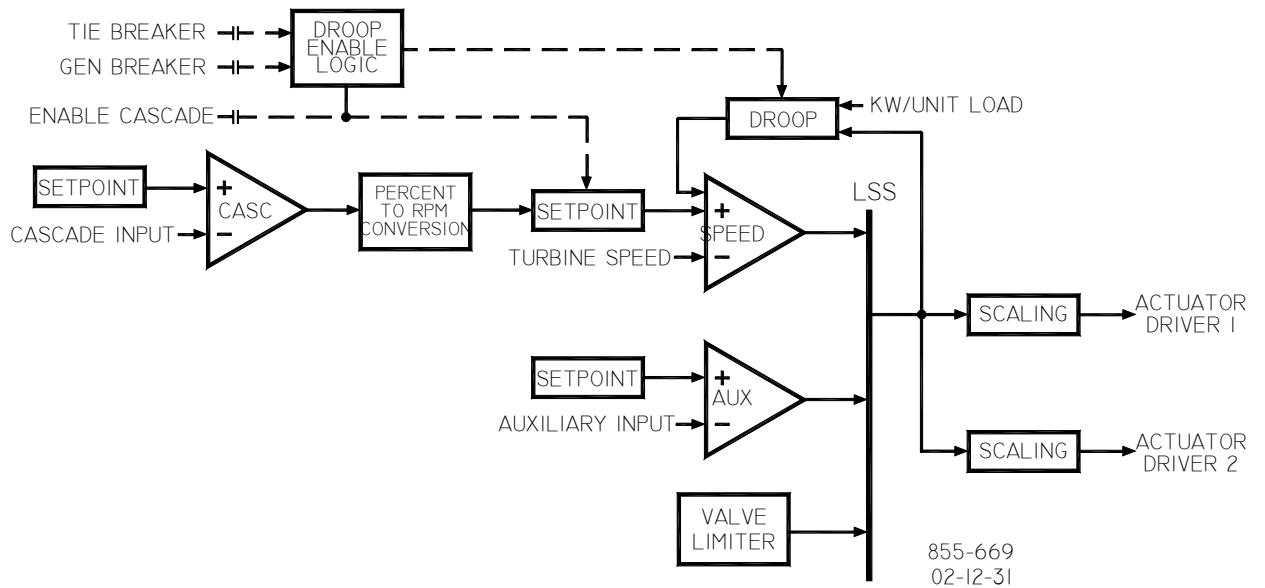 TIE BREAKER
GEN BREAKER
DROOP
ENABLE
LOGIC
ENABLE CASCADE
KW/UNIT LOAD
DROOP
SETPOINT
CASCADE INPUT
+
CASC
−
PERCENT
TO RPM
CONVERSION
SETPOINT
TURBINE SPEED
+
SPEED
−
LSS
SCALING
ACTUATOR
DRIVER 1
SETPOINT
AUXILIARY INPUT
+
AUX
−
SCALING
ACTUATOR
DRIVER 2
VALVE
LIMITER
855-669
02-12-31